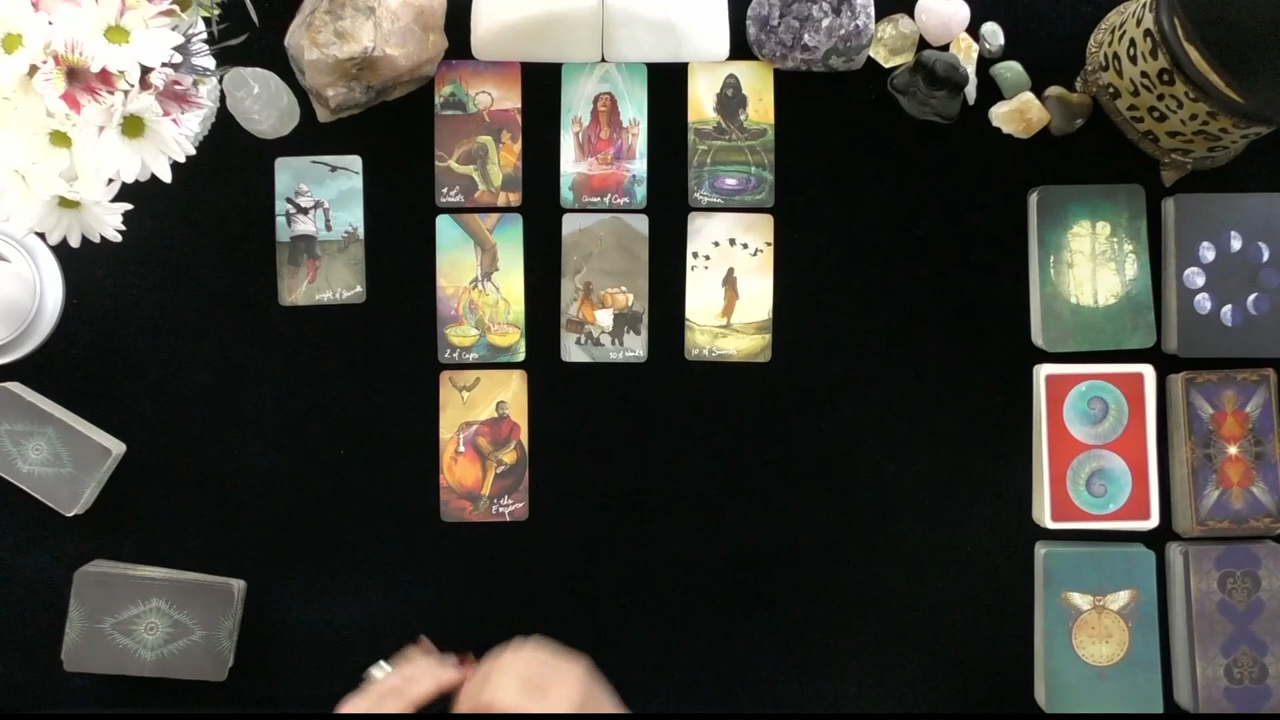 4 of
Wands
Queen of Cups
The
Magician
Knight of Swords
2 of Cups
10 of Wands
10 of Swords
the
Emperor